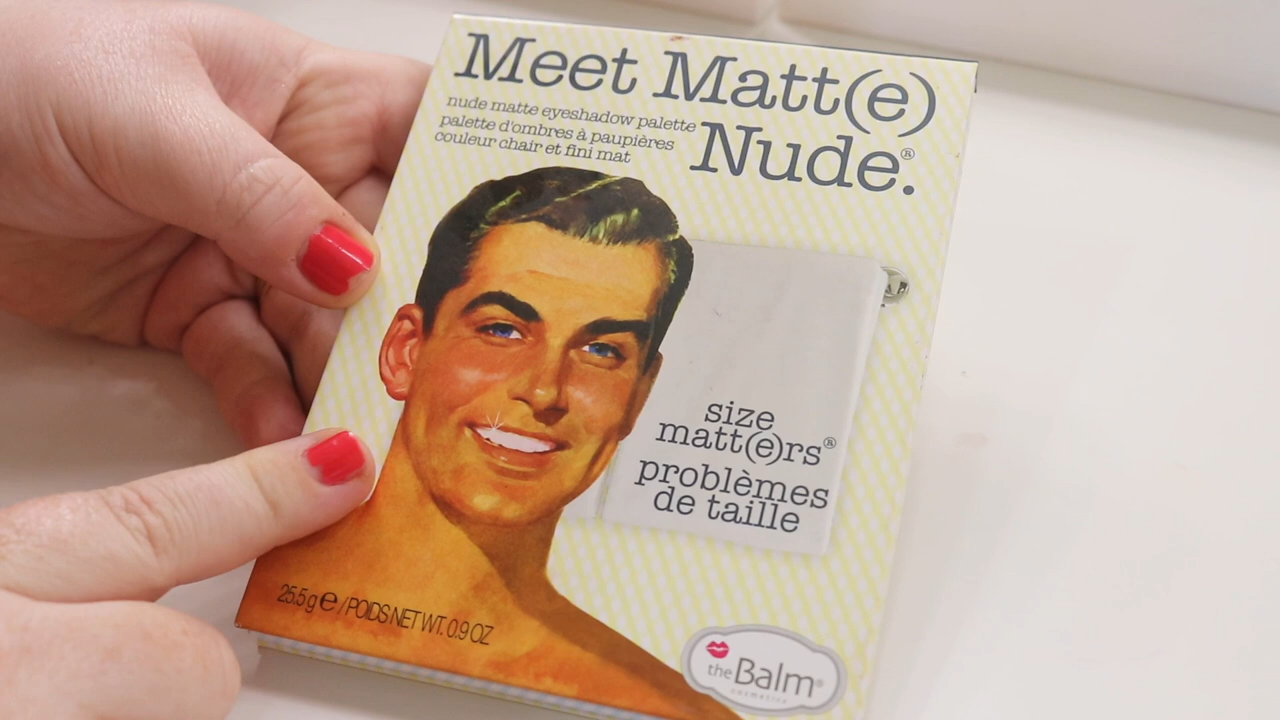 Meet Matt(e)
Nude.®
nude matte eyeshadow palette
palette d'ombres à paupières
couleur chair et fini mat
size
matt(e)rs®
problèmes
de taille
25.5 g e / POIDS NET WT. 0.9 OZ
theBalm®
cosmetics